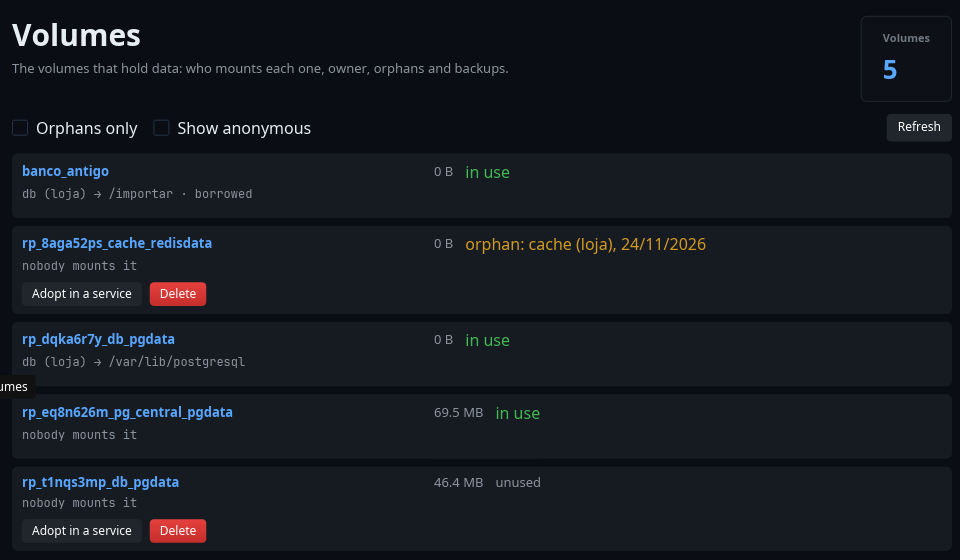 Volumes
The volumes that hold data: who mounts each one, owner, orphans and backups.
Volumes
5
Orphans only
Show anonymous
Refresh
banco_antigo
0 B
in use
db (loja) → /importar · borrowed
rp_8aga52ps_cache_redisdata
0 B
orphan: cache (loja), 24/11/2026
nobody mounts it
Adopt in a service
Delete
rp_dqka6r7y_db_pgdata
0 B
in use
db (loja) → /var/lib/postgresql
umes
rp_eq8n626m_pg_central_pgdata
69.5 MB
in use
nobody mounts it
rp_t1nqs3mp_db_pgdata
46.4 MB
unused
nobody mounts it
Adopt in a service
Delete